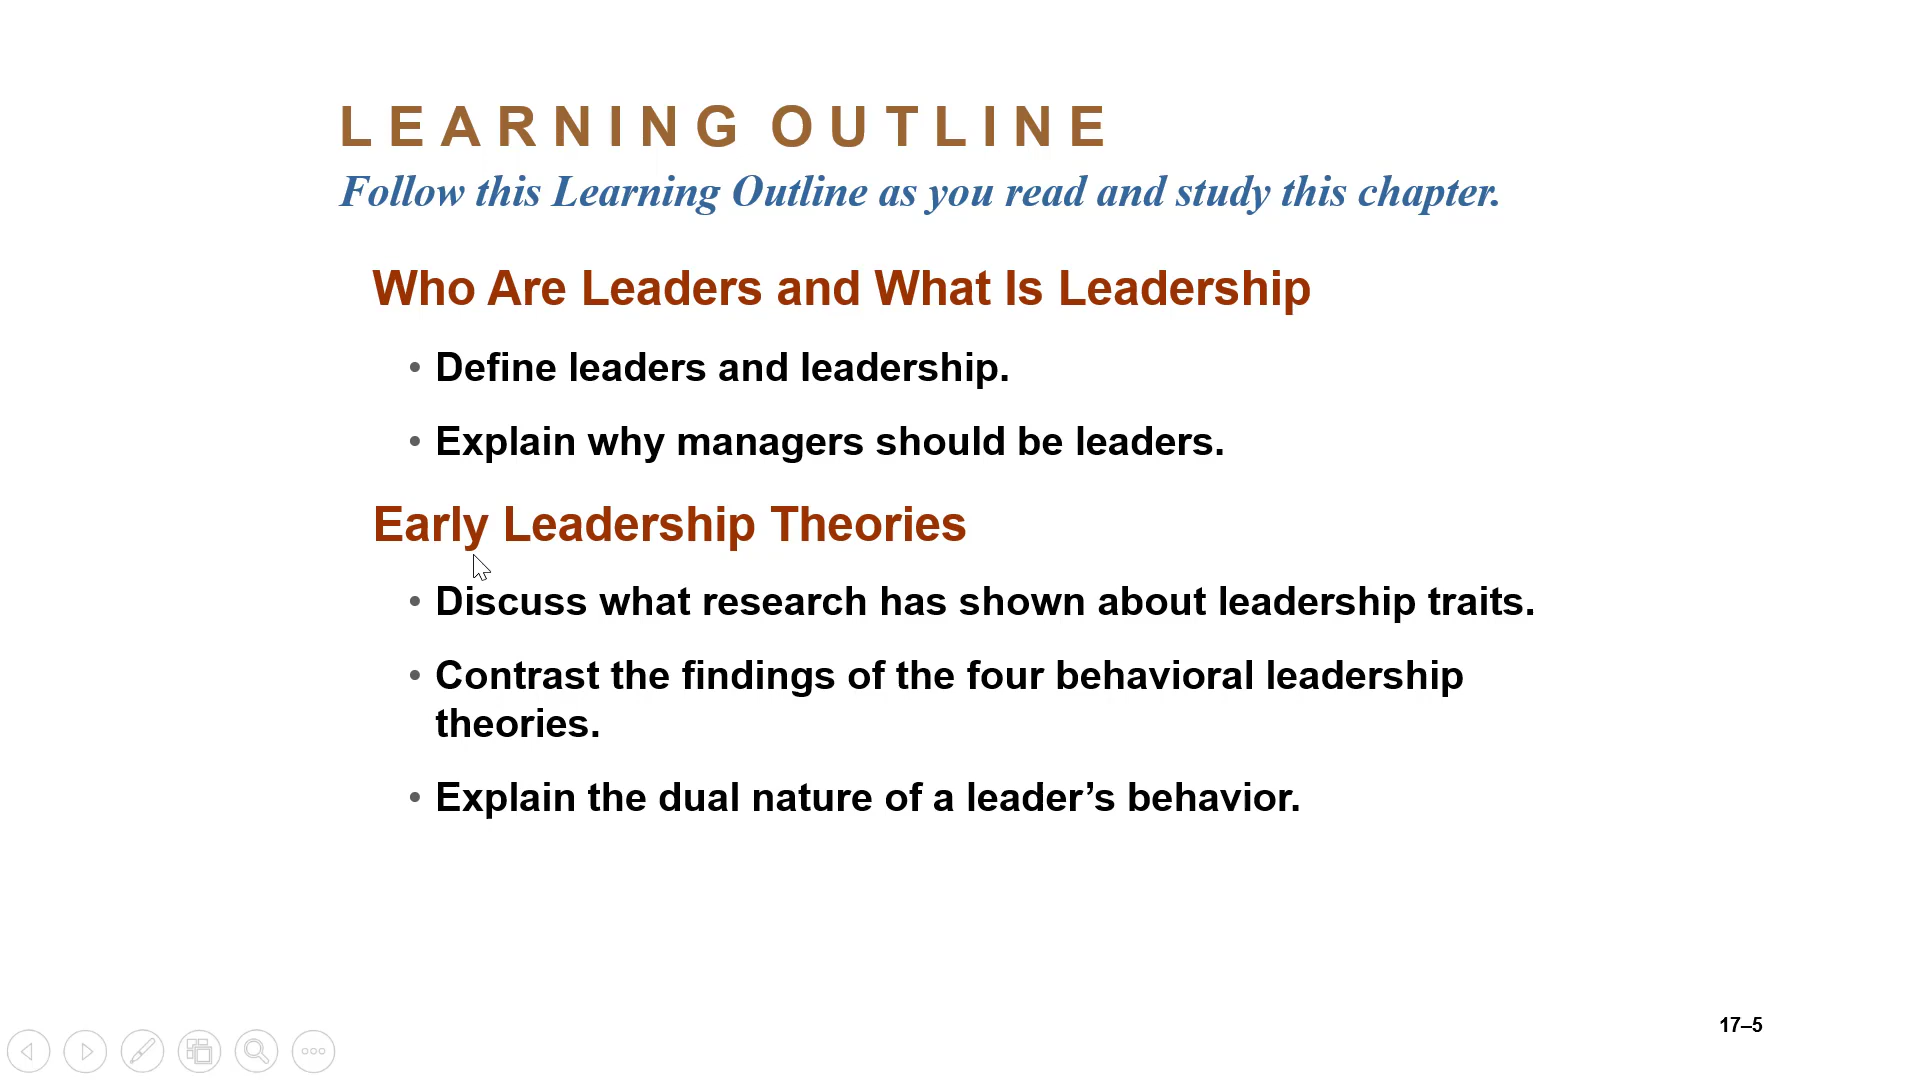 LEARNING OUTLINE
Follow this Learning Outline as you read and study this chapter.
Who Are Leaders and What Is Leadership
• Define leaders and leadership.
• Explain why managers should be leaders.
Early Leadership Theories
• Discuss what research has shown about leadership traits.
• Contrast the findings of the four behavioral leadership
theories.
• Explain the dual nature of a leader’s behavior.
17–5